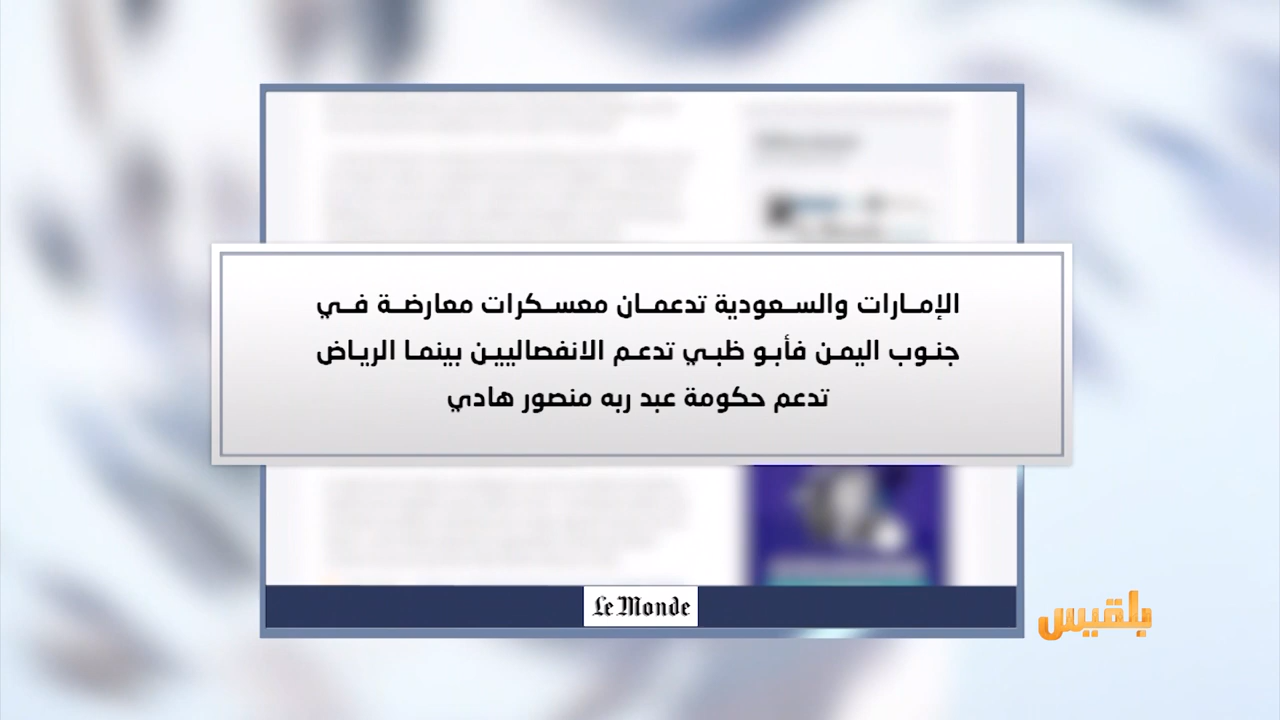 الإمارات والسعودية تدعمان معسكرات معارضة في
جنوب اليمن فأبو ظبي تدعم الانفصاليين بينما الرياض
تدعم حكومة عبد ربه منصور هادي
Le Monde
بلقيس